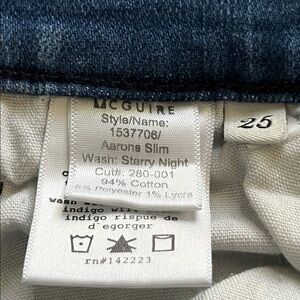 MCGUIRE
Style/Name:
1537706/
Aarons Slim
Wash: Starry Night
Cut#: 280-001
94% Cotton
5% Polyester 1% Lycra
25
indigo
indigo risque de
d'egorger
rn#142223